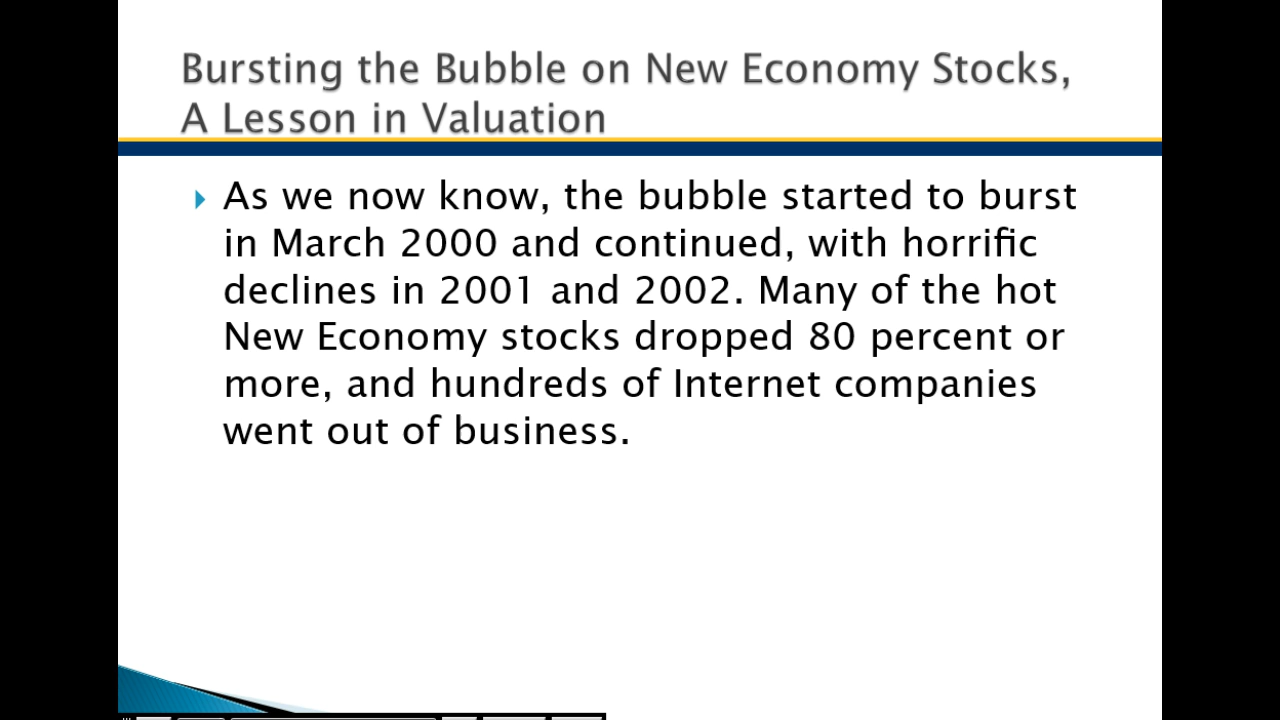 Bursting the Bubble on New Economy Stocks,
A Lesson in Valuation
As we now know, the bubble started to burst
in March 2000 and continued, with horrific
declines in 2001 and 2002. Many of the hot
New Economy stocks dropped 80 percent or
more, and hundreds of Internet companies
went out of business.